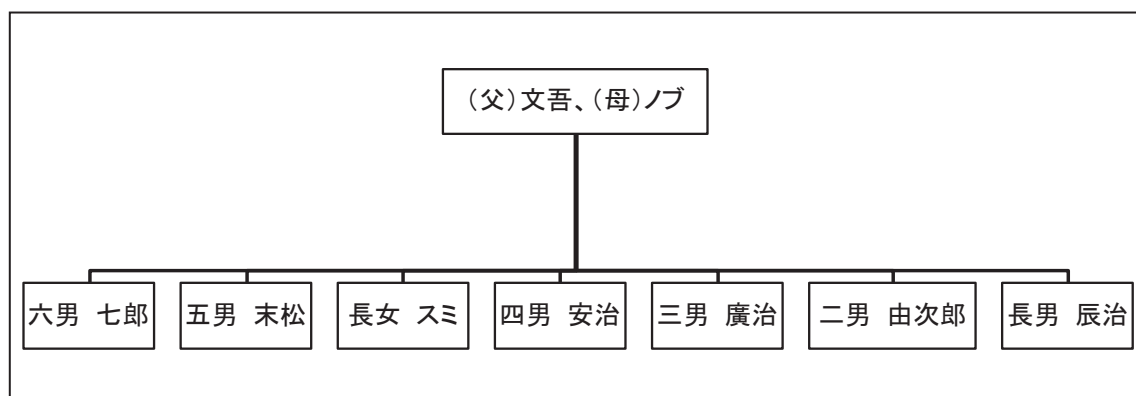 （父）文吾、（母）ノブ
六男 七郎
五男 末松
長女 スミ
四男 安治
三男 廣治
二男 由次郎
長男 辰治